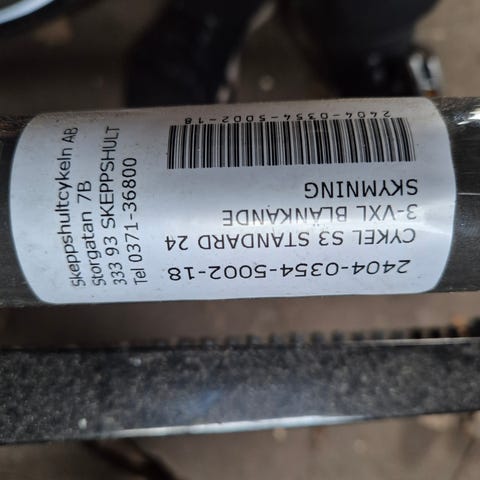 Skeppshultcykeln AB
Storgatan 7B
333 93 SKEPPSHULT
Tel 0371-36800
2404-0354-5002-18
CYKEL S3 STANDARD 24
3-VXL BLÄNKANDE
SKYMNING
2404-0354-5002-18